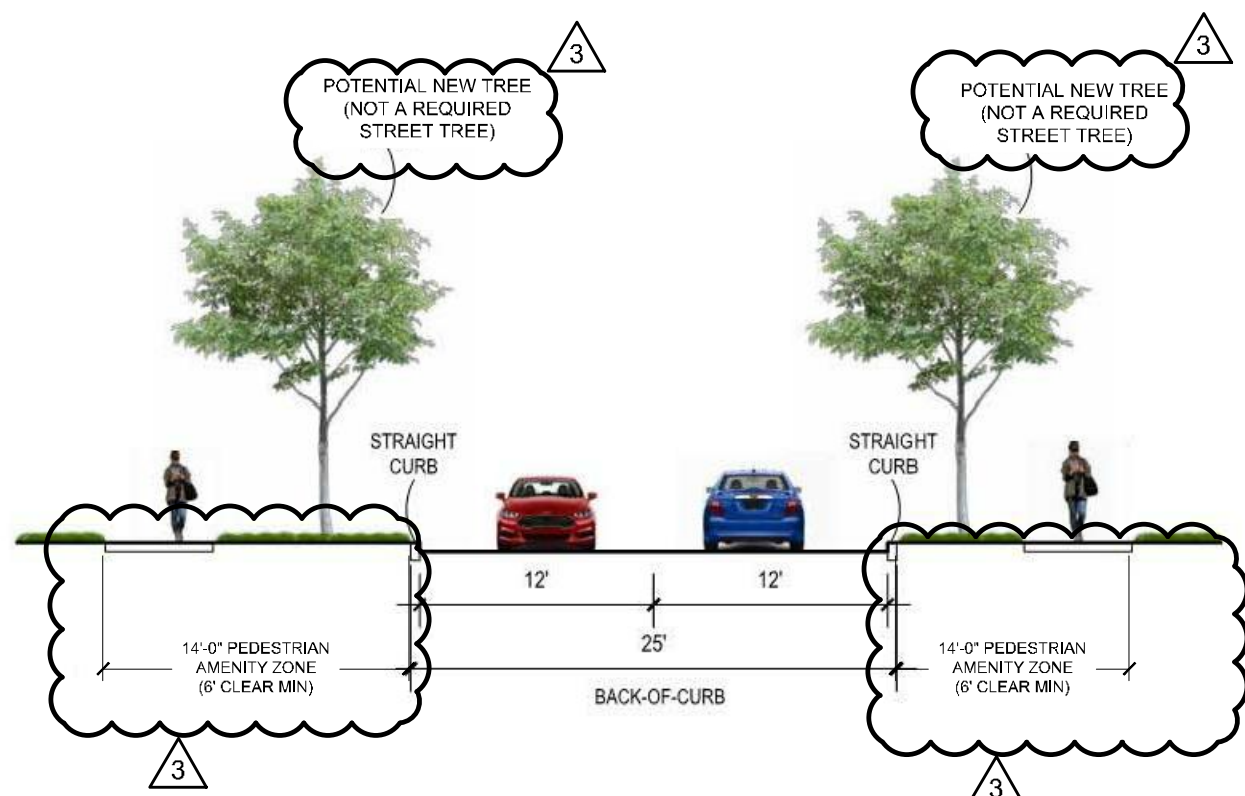 3
POTENTIAL NEW TREE
(NOT A REQUIRED
STREET TREE)
3
POTENTIAL NEW TREE
(NOT A REQUIRED
STREET TREE)
STRAIGHT
CURB
STRAIGHT
CURB
12'
12'
25'
BACK-OF-CURB
14'-0" PEDESTRIAN
AMENITY ZONE
(6' CLEAR MIN)
14'-0" PEDESTRIAN
AMENITY ZONE
(6' CLEAR MIN)
3
3